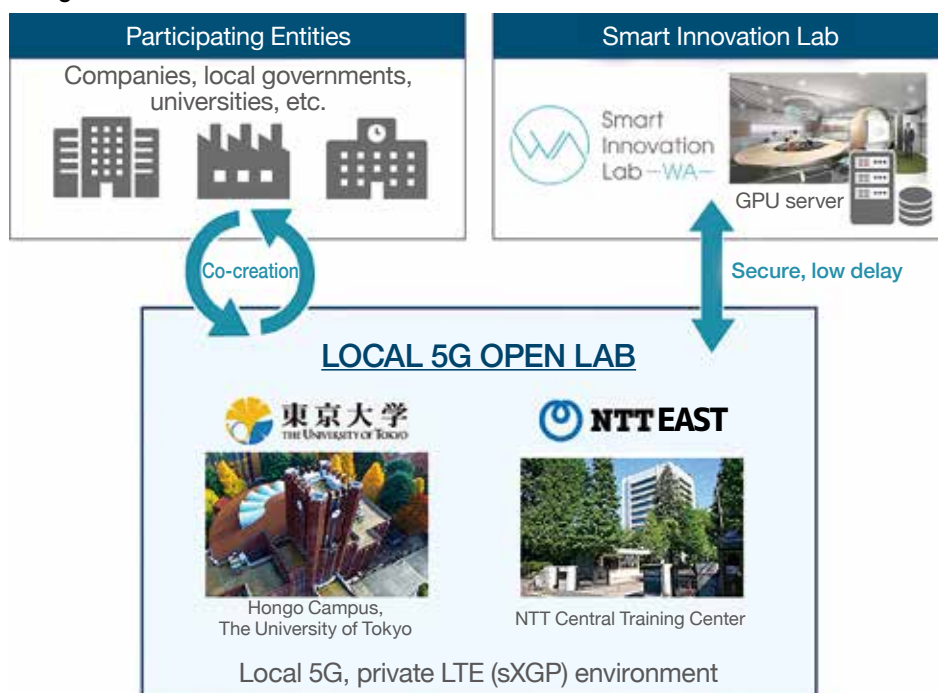 Participating Entities
Companies, local governments,
universities, etc.
Smart Innovation Lab
WA
Smart
Innovation
Lab –WA–
GPU server
Co-creation
Secure, low delay
LOCAL 5G OPEN LAB
東京大学
THE UNIVERSITY OF TOKYO
NTT EAST
Hongo Campus,
The University of Tokyo
NTT Central Training Center
Local 5G, private LTE (sXGP) environment